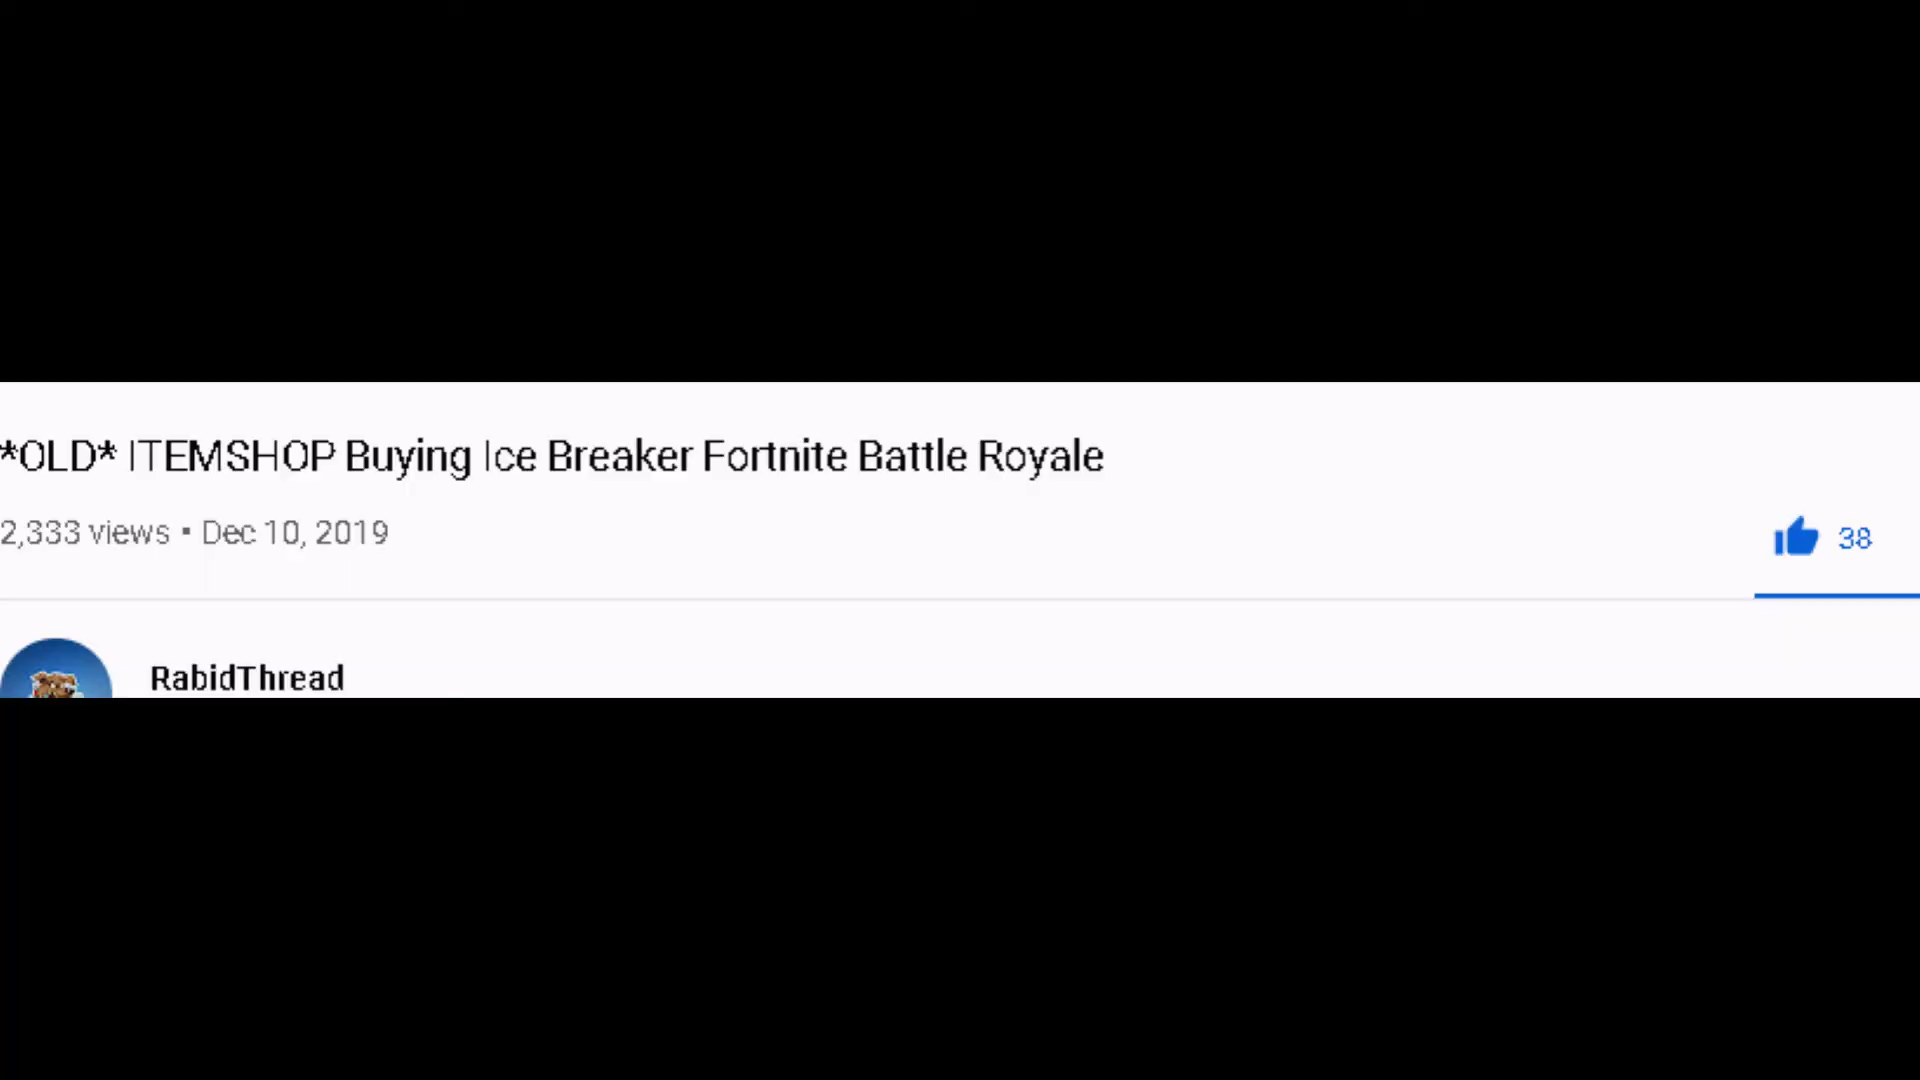 *OLD* ITEMSHOP Buying Ice Breaker Fortnite Battle Royale
2,333 views • Dec 10, 2019
38
RabidThread